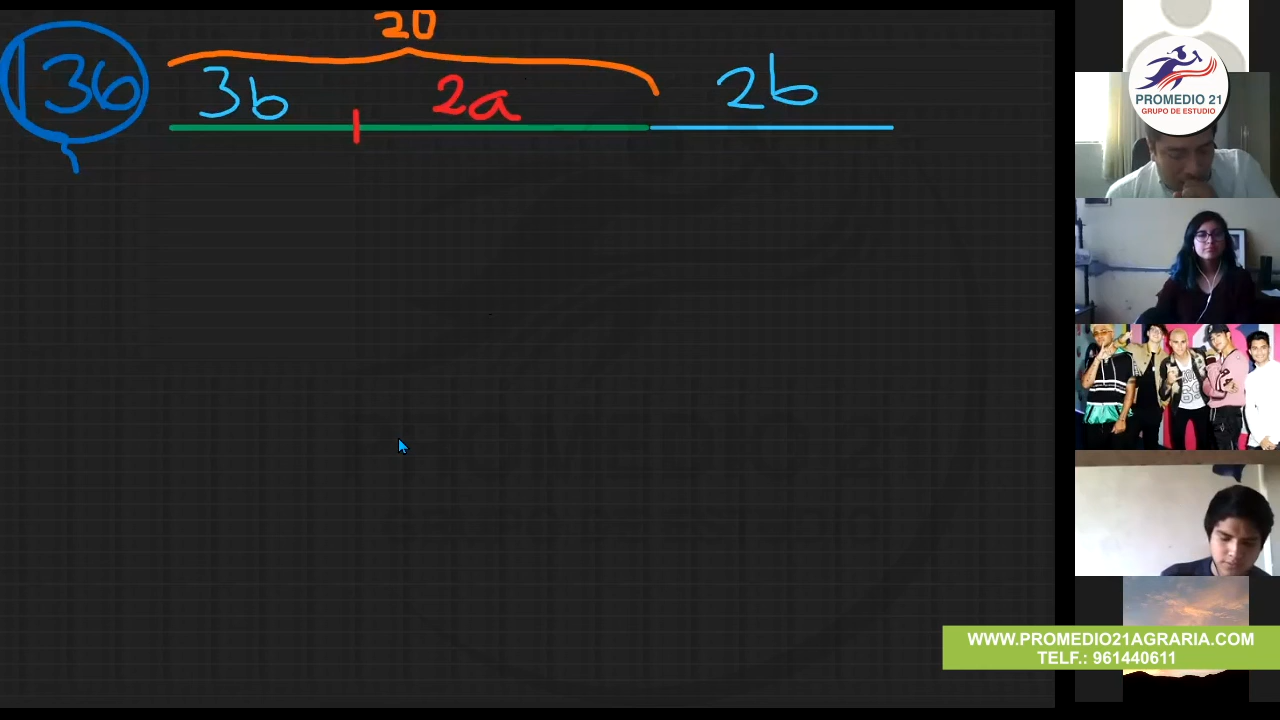 136
20
3b 2a 2b
PROMEDIO 21
GRUPO DE ESTUDIO
WWW.PROMEDIO21AGRARIA.COM
TELF.: 961440611